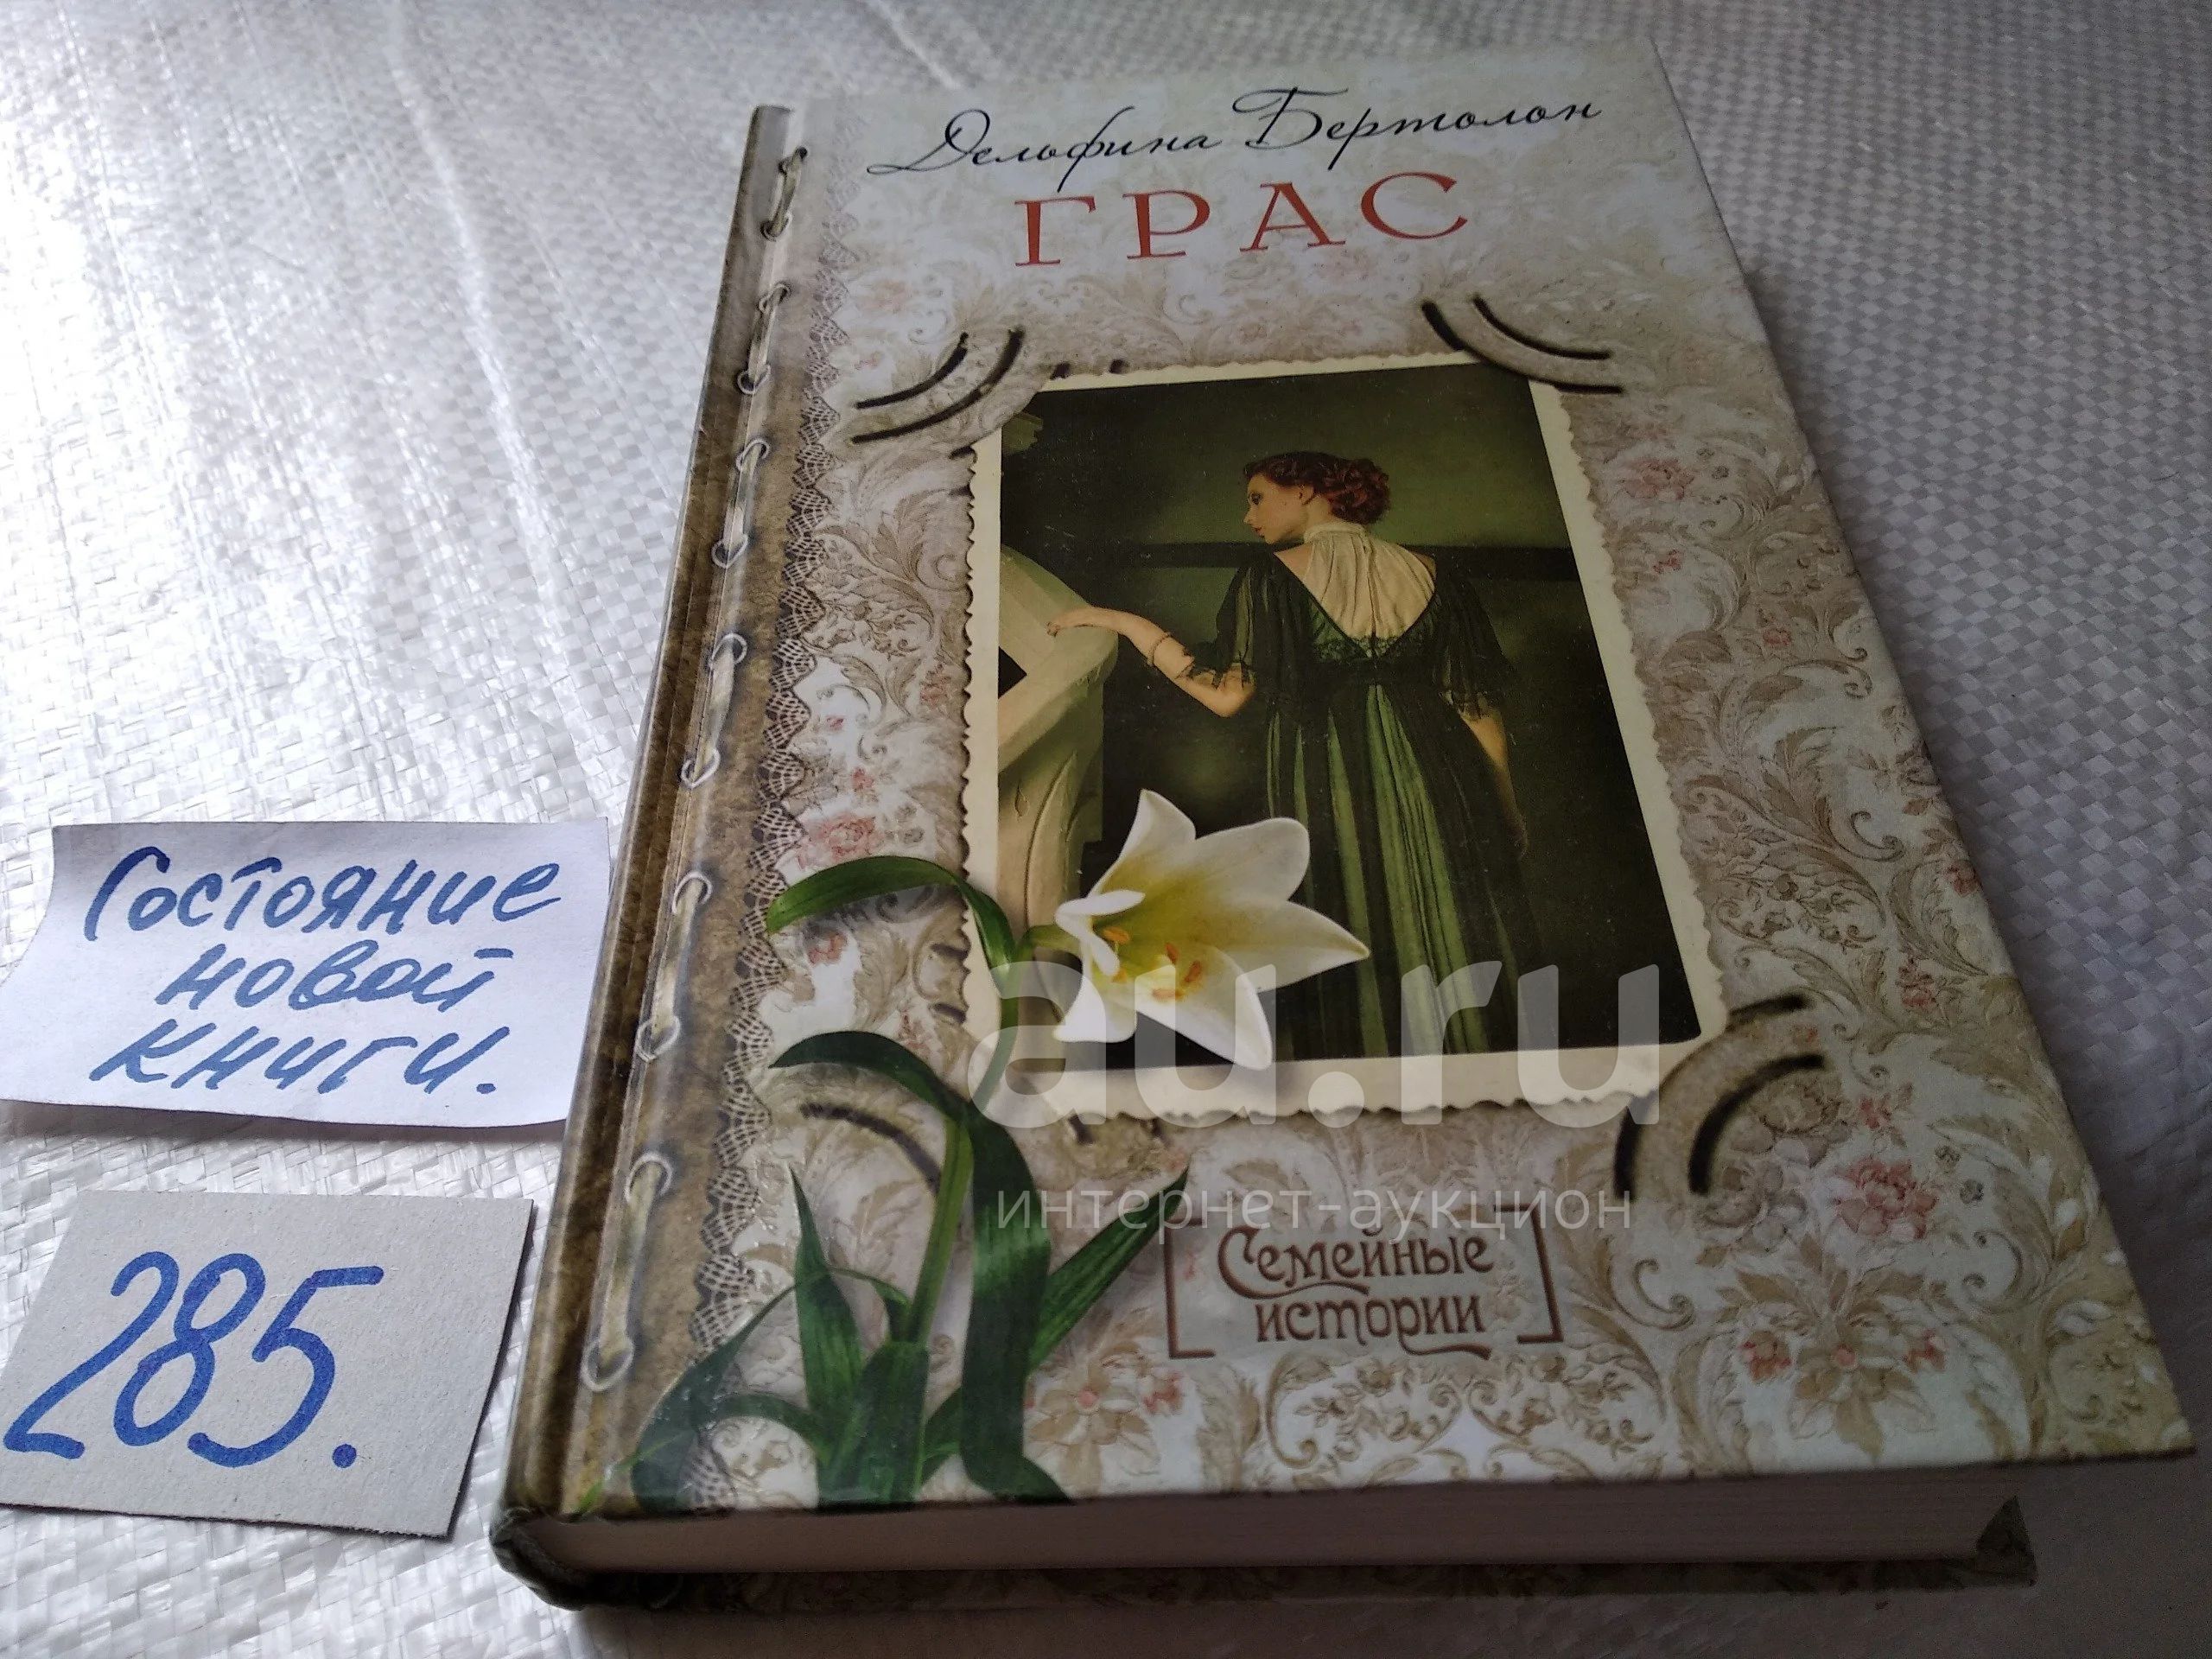 Дельфина Бертолон
ГРАС
Состояние
новой
книги.
285.
au.ru
интернет-аукцион
Семейные
истории